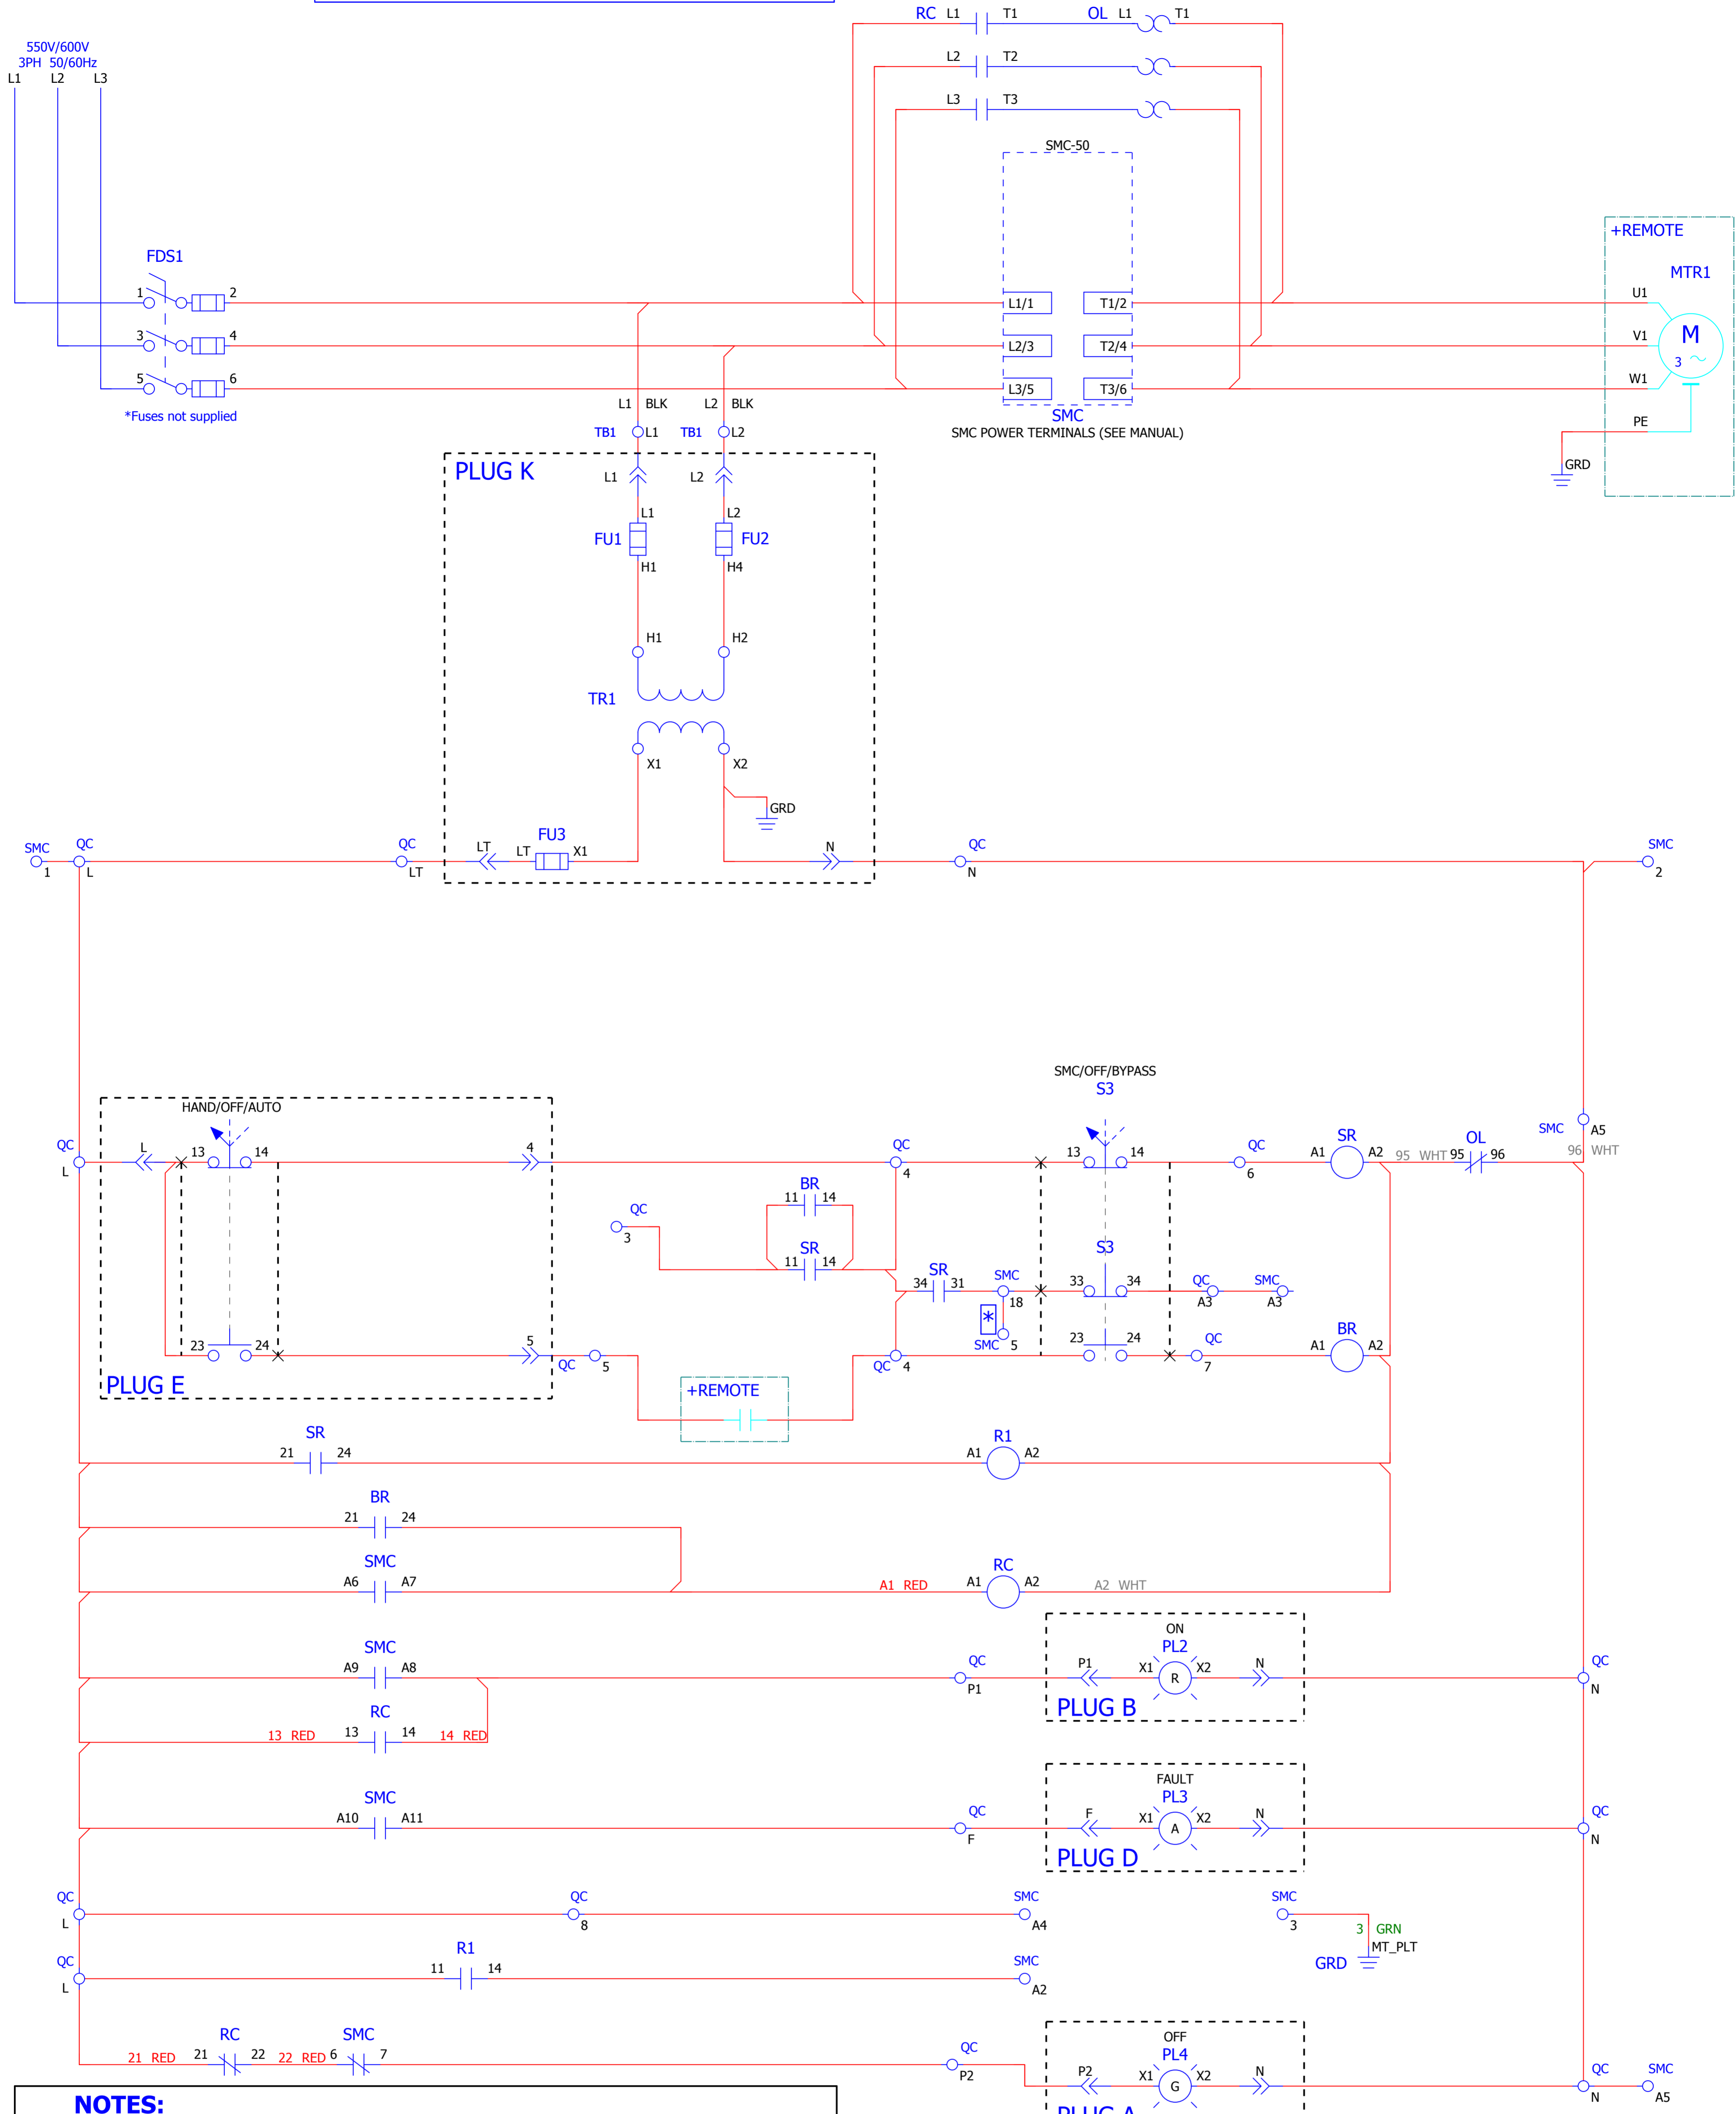 RC L1 T1 OL L1 T1
550V/600V
3PH 50/60Hz
L1 L2 L3
L2 T2
L3 T3
SMC-50
+REMOTE
MTR1
FDS1
1 2 L1/1 T1/2 U1
3 4 L2/3 T2/4 V1
M
3
5 6 L3/5 T3/6 W1
*Fuses not supplied
L1 BLK L2 BLK
SMC
SMC POWER TERMINALS (SEE MANUAL)
PE
TB1 L1 TB1 L2
GRD
PLUG K
L1 L2
L1 L2
FU1 FU2
H1 H4
H1 H2
TR1
X1 X2
GRD
FU3
SMC QC QC LT LT X1 N QC SMC
1 L LT N 2
SMC/OFF/BYPASS
S3
HAND/OFF/AUTO
SMC A5
QC L 13 14 4 QC 13 14 QC SR A1 A2 95 WHT OL 95 96 96 WHT
L 4 6
BR
11 14
QC
3
SR
11 14
S3
SR
34 31 SMC 33 34 QC SMC
18 A3 A3
*
SMC 5
23 24 5 23 24 QC BR A1 A2
QC 5 QC 4 7
PLUG E
+REMOTE
SR R1
21 24 A1 A2
BR
21 24
SMC RC
A6 A7 A1 RED A1 A2 A2 WHT
ON
SMC PL2
A9 A8 QC P1 X1 R X2 N QC
P1 N
PLUG B
RC
13 RED 13 14 14 RED
FAULT
SMC PL3
A10 A11 QC F X1 A X2 N QC
F N
PLUG D
QC QC SMC SMC
L 8 A4 3
3 GRN
MT_PLT
GRD
QC R1 SMC
L 11 14 A2
OFF
RC SMC PL4
21 RED 21 22 22 RED 6 7 QC P2 X1 G X2 N QC SMC
P2 N A5
NOTES:
PLUG A